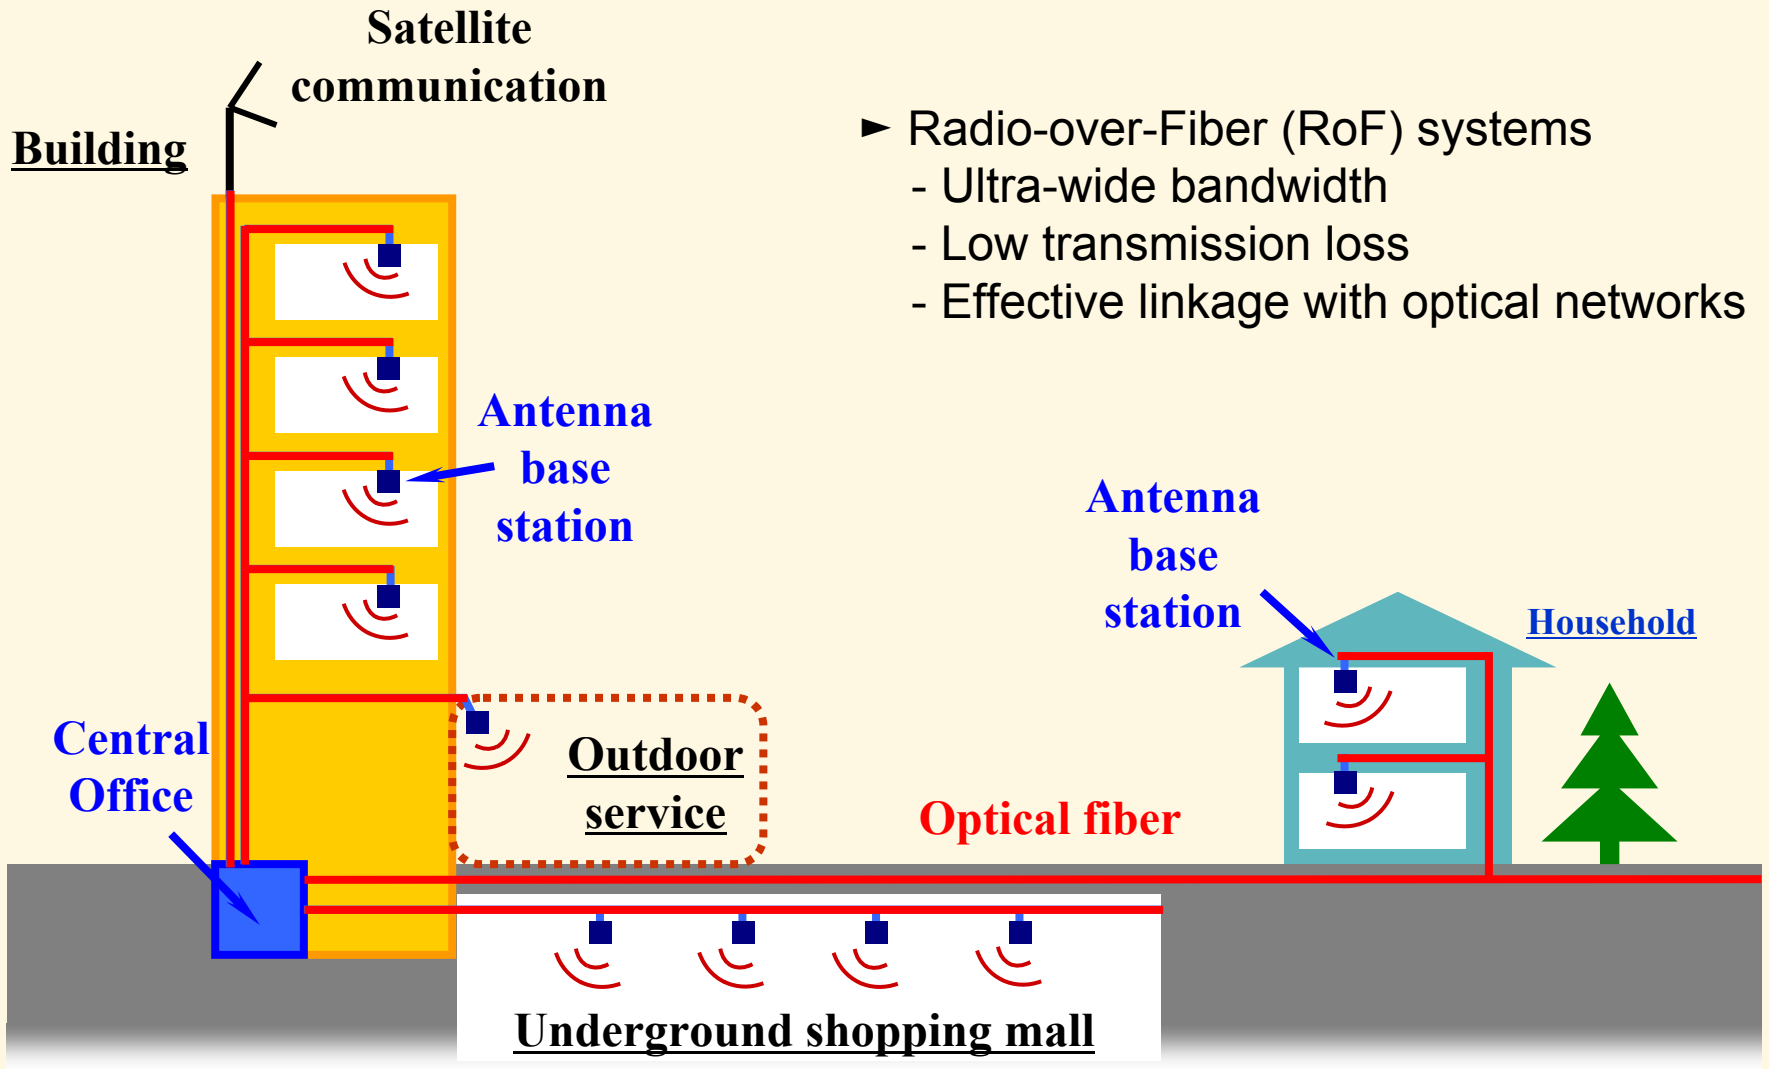 Satellite
communication
Building
► Radio-over-Fiber (RoF) systems
- Ultra-wide bandwidth
- Low transmission loss
- Effective linkage with optical networks
Antenna
base
station
Antenna
base
station
Household
Central
Office
Outdoor
service
Optical fiber
Underground shopping mall